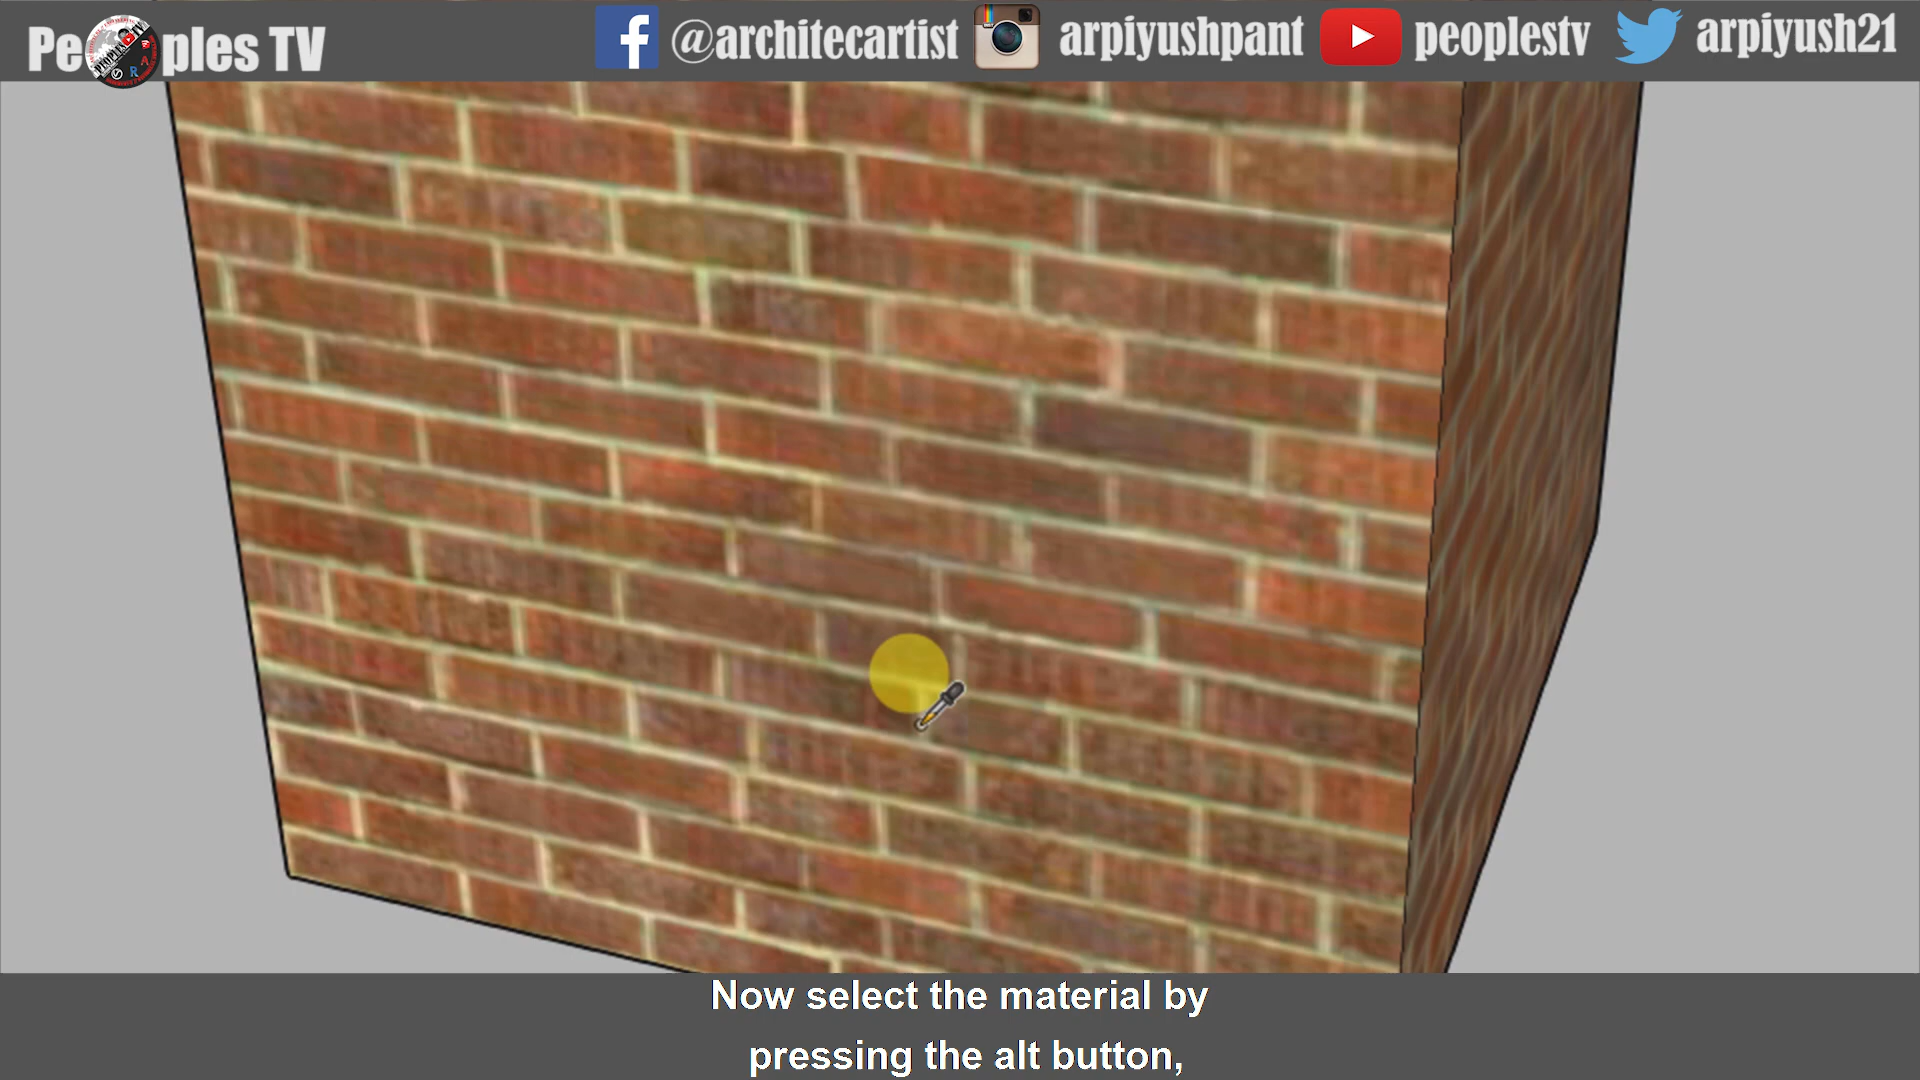 Peoples TV
@architecartist
arpiyushpant
peoplestv
arpiyush21
Now select the material by
pressing the alt button,